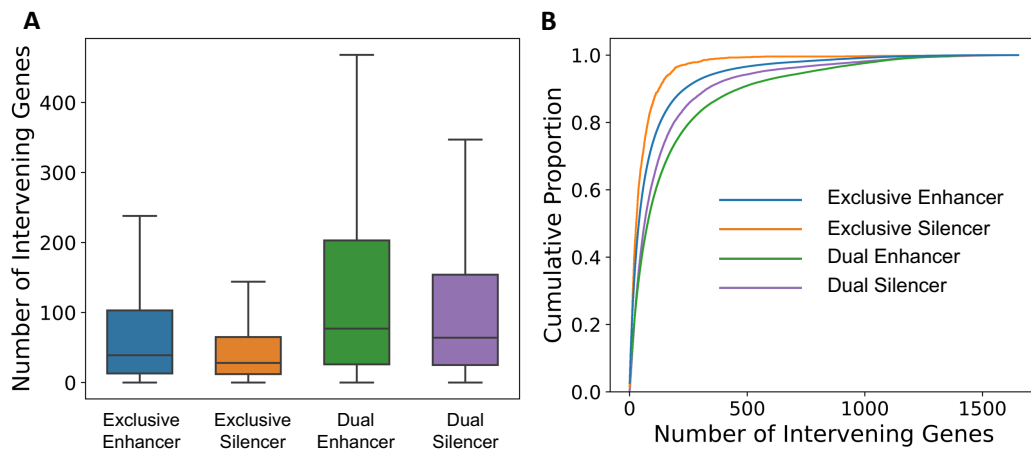 A
Number of Intervening Genes
400
300
200
100
0
Exclusive
Enhancer
Exclusive
Silencer
Dual
Enhancer
Dual
Silencer
B
Cumulative Proportion
1.0
0.8
0.6
0.4
0.2
0.0
Exclusive Enhancer
Exclusive Silencer
Dual Enhancer
Dual Silencer
0
500
1000
1500
Number of Intervening Genes